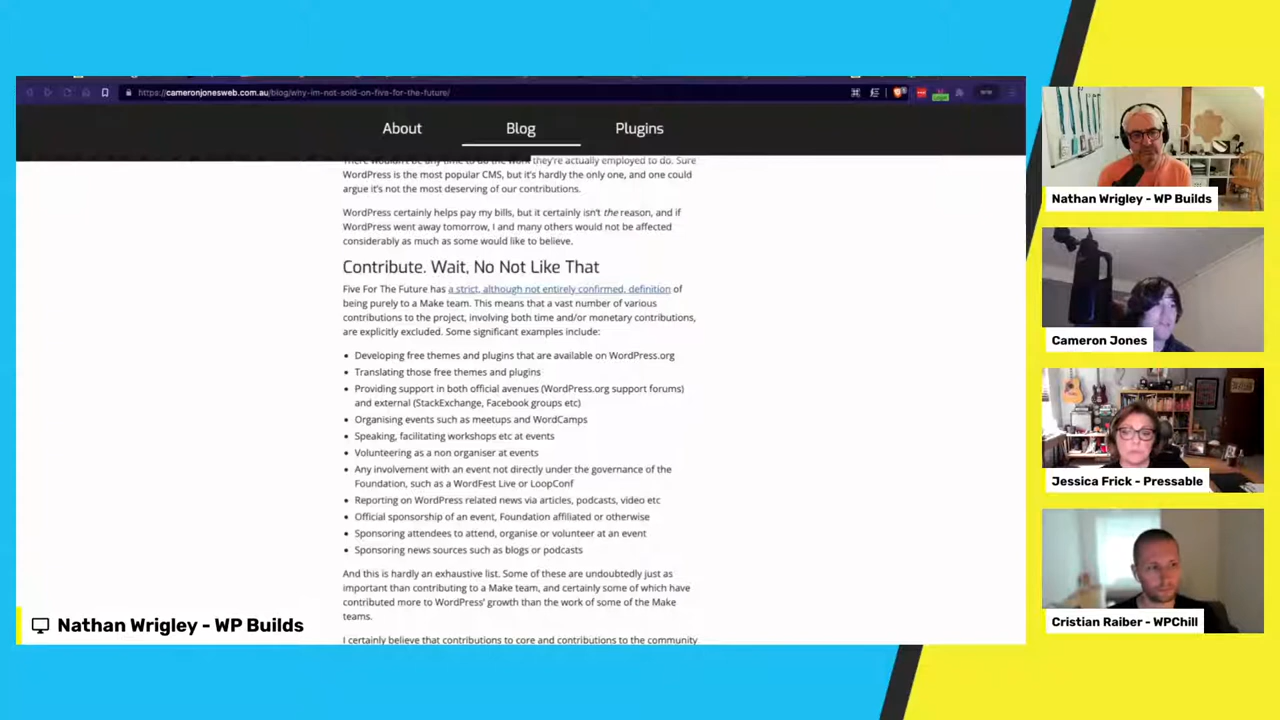 https://cameronjonesweb.com.au/blog/why-im-not-sold-on-five-for-the-future/
About
Blog
Plugins
There wouldn't be any time to do the work they're actually employed to do. Sure
WordPress is the most popular CMS, but it's hardly the only one, and one could
argue it's not the most deserving of our contributions.
WordPress certainly helps pay my bills, but it certainly isn't the reason, and if
WordPress went away tomorrow, I and many others would not be affected
considerably as much as some would like to believe.
Contribute. Wait, No Not Like That
Five For The Future has a strict, although not entirely confirmed, definition of
being purely to a Make team. This means that a vast number of various
contributions to the project, involving both time and/or monetary contributions,
are explicitly excluded. Some significant examples include:
Developing free themes and plugins that are available on WordPress.org
Translating those free themes and plugins
Providing support in both official avenues (WordPress.org support forums)
and external (StackExchange, Facebook groups etc)
Organising events such as meetups and WordCamps
Speaking, facilitating workshops etc at events
Volunteering as a non organiser at events
Any involvement with an event not directly under the governance of the
Foundation, such as a WordFest Live or LoopConf
Reporting on WordPress related news via articles, podcasts, video etc
Official sponsorship of an event, Foundation affiliated or otherwise
Sponsoring attendees to attend, organise or volunteer at an event
Sponsoring news sources such as blogs or podcasts
And this is hardly an exhaustive list. Some of these are undoubtedly just as
important than contributing to a Make team, and certainly some of which have
contributed more to WordPress' growth than the work of some of the Make
teams.
I certainly believe that contributions to core and contributions to the community
Nathan Wrigley - WP Builds
Nathan Wrigley - WP Builds
Cameron Jones
Jessica Frick - Pressable
Cristian Raiber - WPChill